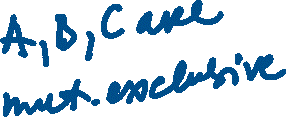 A, B, C are
mut. exclusive